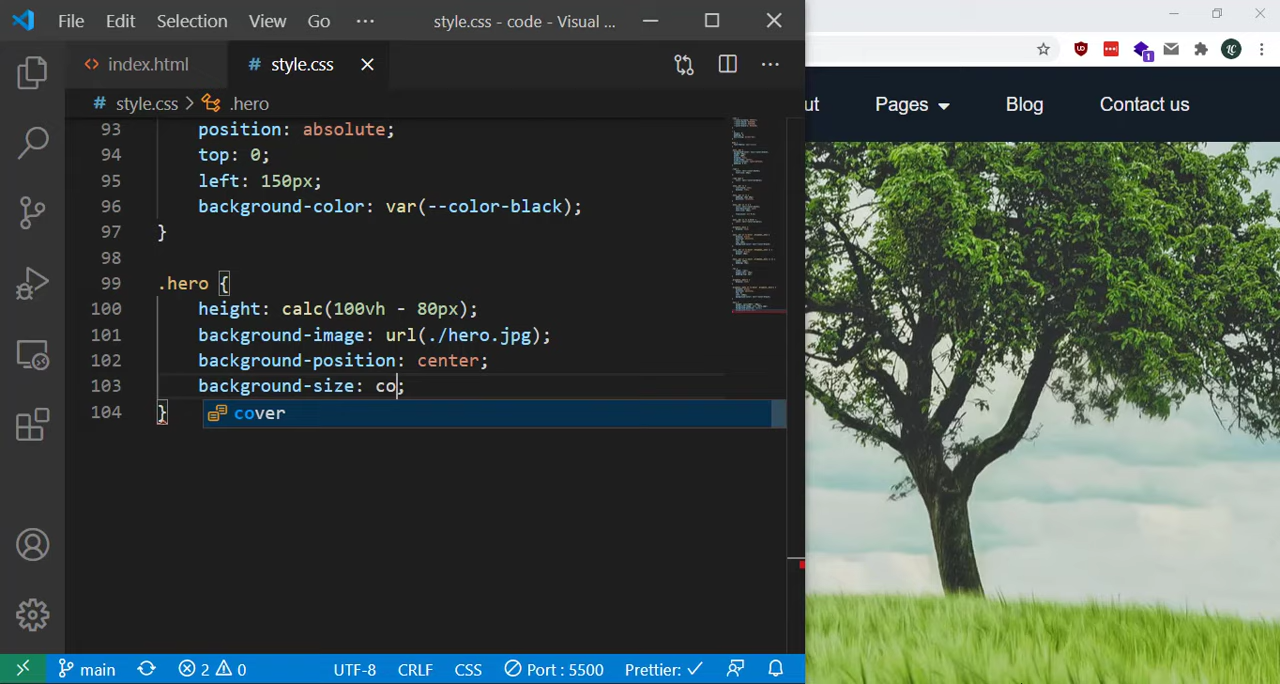 File Edit Selection View Go ··· style.css - code - Visual ...
index.html # style.css
# style.css > .hero
93 position: absolute;
94 top: 0;
95 left: 150px;
96 background-color: var(--color-black);
97 }
98
99 .hero {
100 height: calc(100vh - 80px);
101 background-image: url(./hero.jpg);
102 background-position: center;
103 background-size: co;
104 }
cover
main 2 0 UTF-8 CRLF CSS Port : 5500 Prettier:
1
ut Pages Blog Contact us